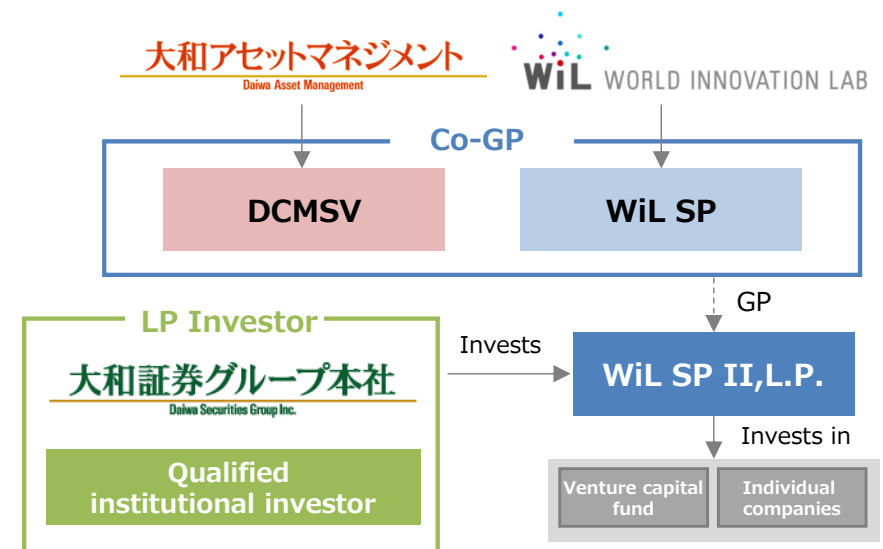 大和アセットマネジメント
Daiwa Asset Management
WiL WORLD INNOVATION LAB
Co-GP
DCMSV
WiL SP
GP
LP Investor
大和証券グループ本社
Daiwa Securities Group Inc.
Qualified
institutional investor
Invests
WiL SP II,L.P.
Invests in
Venture capital
fund
Individual
companies